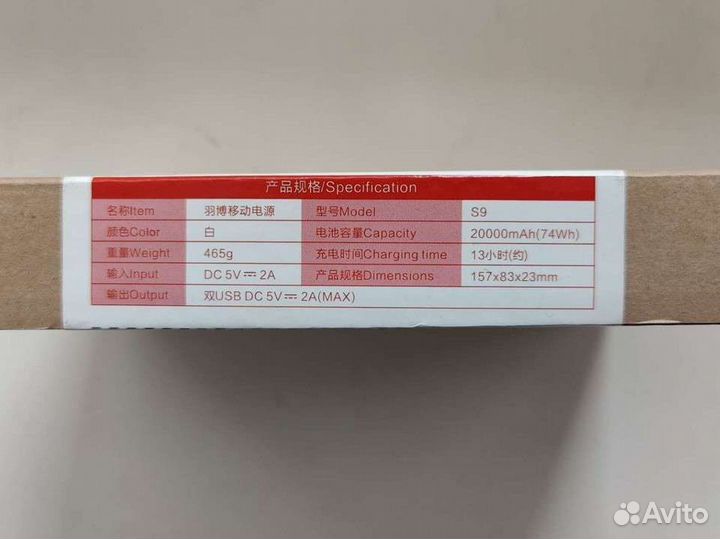 产品规格/Specification
名称Item 羽博移动电源 型号Model S9
颜色Color 白 电池容量Capacity 20000mAh(74Wh)
重量Weight 465g 充电时间Charging time 13小时(约)
输入Input DC 5V⎓2A 产品规格Dimensions 157x83x23mm
输出Output 双USB DC 5V⎓2A(MAX)
Avito